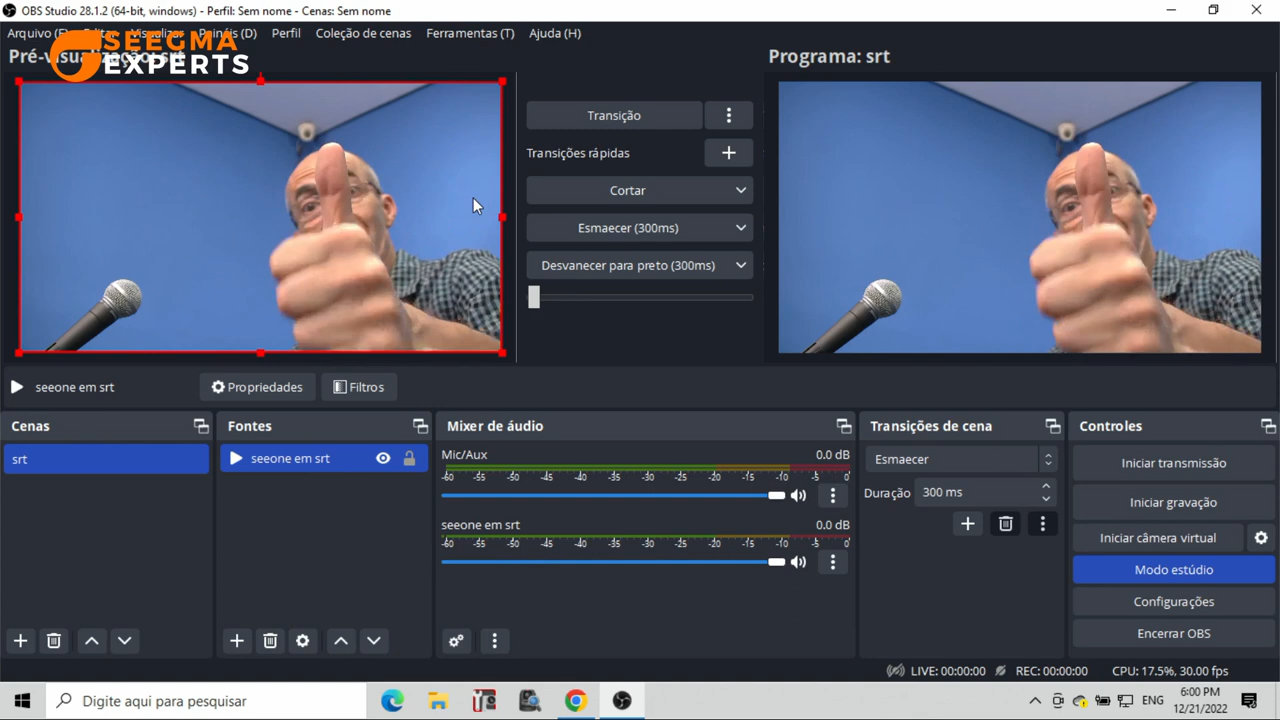 OBS Studio 28.1.2 (64-bit, windows) - Perfil: Sem nome - Cenas: Sem nome
Arquivo (F) Editar Visualizar Painéis (D) Perfil Coleção de cenas Ferramentas (T) Ajuda (H)
SEEGMA
EXPERTS
Pré-visualização: srt
Programa: srt
Transição
Transições rápidas
Cortar
Esmaecer (300ms)
Desvanecer para preto (300ms)
seeone em srt
Propriedades
Filtros
Cenas
srt
Fontes
seeone em srt
Mixer de áudio
Mic/Aux 0.0 dB
-60 -55 -50 -45 -40 -35 -30 -25 -20 -15 -10 -5 0
seeone em srt 0.0 dB
-60 -55 -50 -45 -40 -35 -30 -25 -20 -15 -10 -5 0
Transições de cena
Esmaecer
Duração 300 ms
Controles
Iniciar transmissão
Iniciar gravação
Iniciar câmera virtual
Modo estúdio
Configurações
Encerrar OBS
LIVE: 00:00:00 REC: 00:00:00 CPU: 17.5%, 30.00 fps
Digite aqui para pesquisar
ENG
6:00 PM
12/21/2022